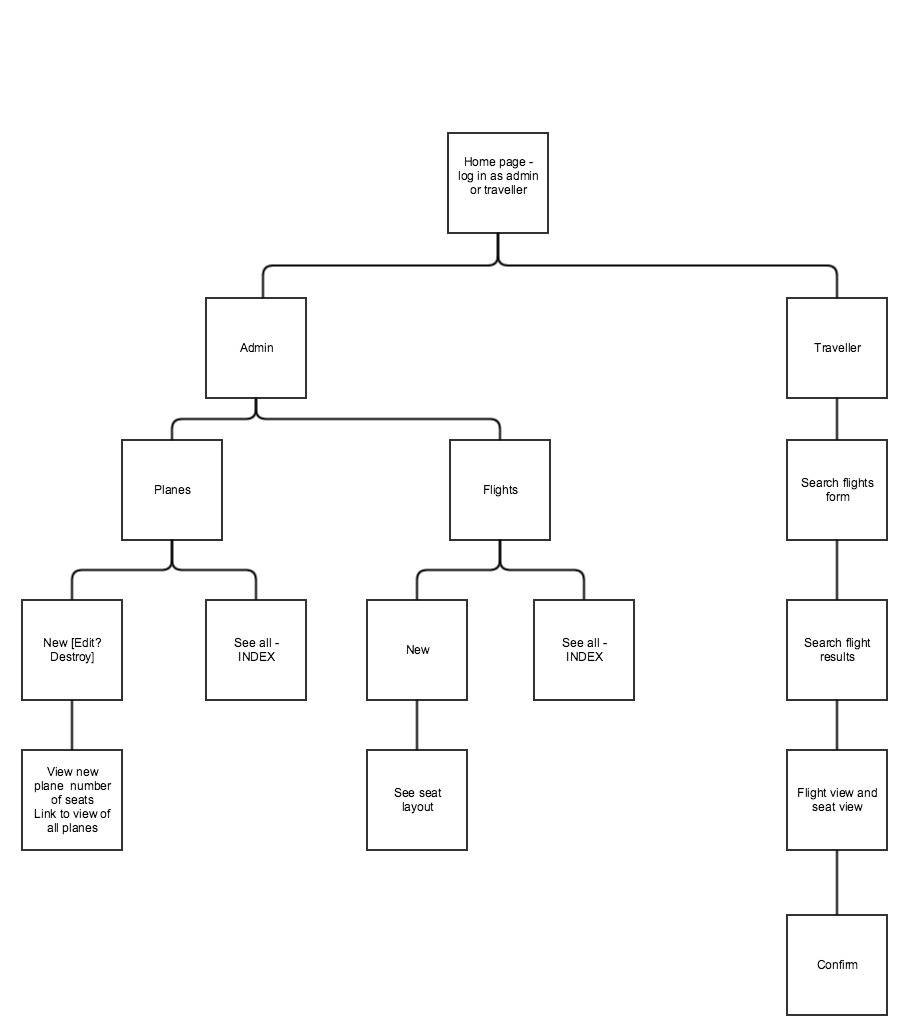 Home page -
log in as admin
or traveller
Admin
Traveller
Planes
Flights
Search flights
form
New [Edit?
Destroy]
See all -
INDEX
New
See all -
INDEX
Search flight
results
View new
plane  number
of seats
Link to view of
all planes
See seat
layout
Flight view and
seat view
Confirm